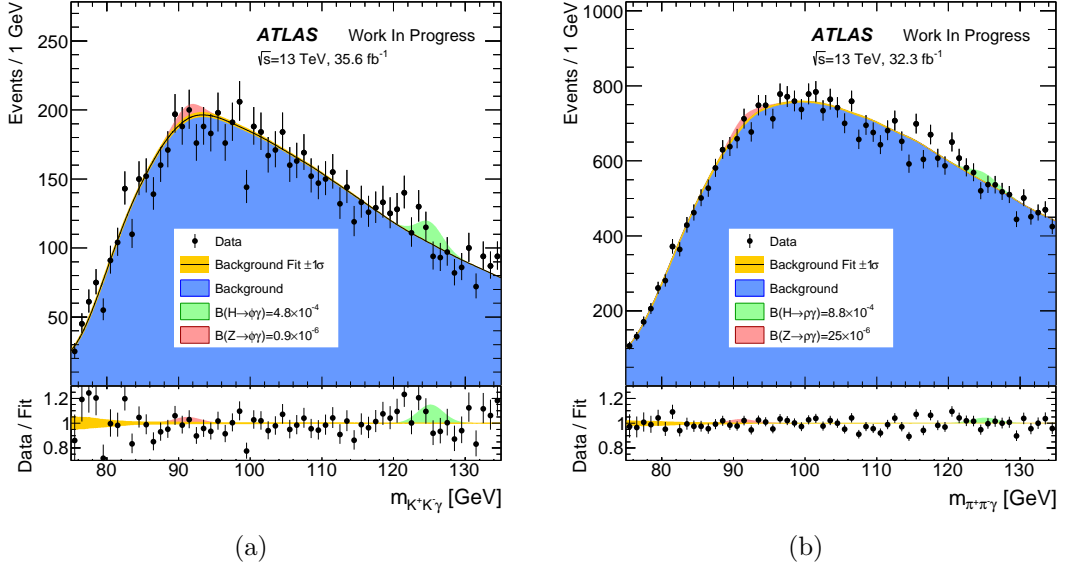 ATLAS Work In Progress
√s=13 TeV, 35.6 fb⁻¹
Events / 1 GeV
250
200
150
100
50
Data
Background Fit ±1σ
Background
B(H→ϕγ)=4.8×10⁻⁴
B(Z→ϕγ)=0.9×10⁻⁶
Data / Fit
1.2
1
0.8
80 90 100 110 120 130
m_K⁺K⁻γ [GeV]
(a)
ATLAS Work In Progress
√s=13 TeV, 32.3 fb⁻¹
Events / 1 GeV
1000
800
600
400
200
Data
Background Fit ±1σ
Background
B(H→ργ)=8.8×10⁻⁴
B(Z→ργ)=25×10⁻⁶
Data / Fit
1.2
1
0.8
80 90 100 110 120 130
m_π⁺π⁻γ [GeV]
(b)